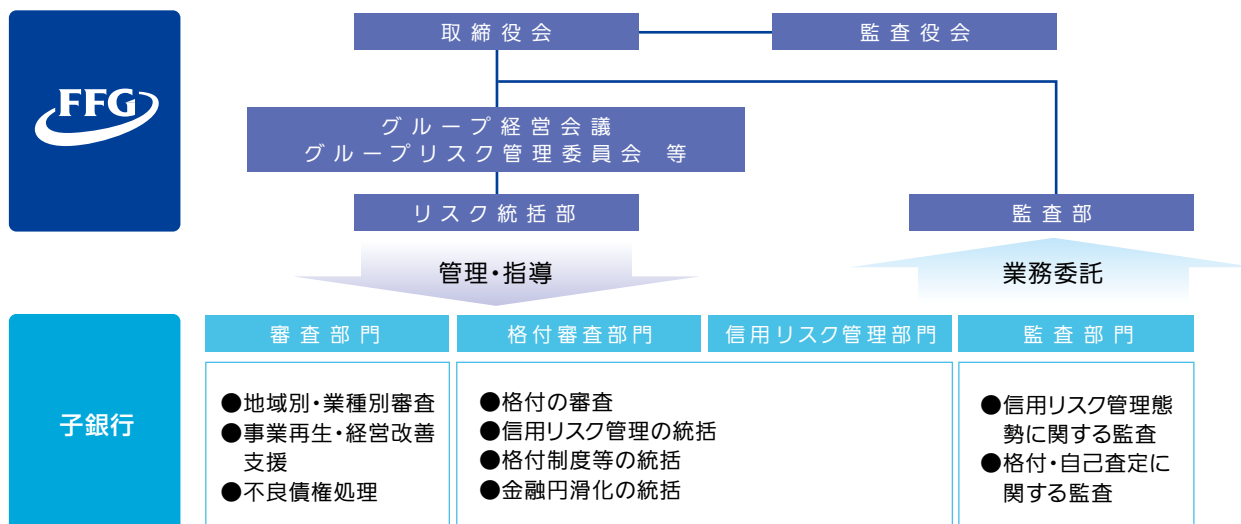 取締役会
監査役会
FFG
グループ経営会議
グループリスク管理委員会 等
リスク統括部
監査部
管理・指導
業務委託
子銀行
審査部門
格付審査部門
信用リスク管理部門
監査部門
●地域別・業種別審査
●事業再生・経営改善
支援
●不良債権処理
●格付の審査
●信用リスク管理の統括
●格付制度等の統括
●金融円滑化の統括
●信用リスク管理態
勢に関する監査
●格付・自己査定に
関する監査